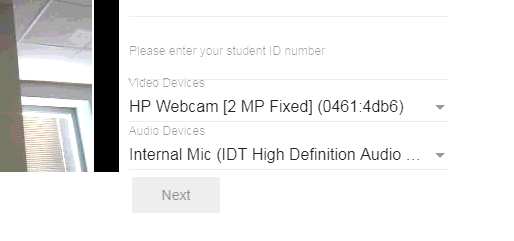 Please enter your student ID number
Video Devices
HP Webcam [2 MP Fixed] (0461:4db6)
Audio Devices
Internal Mic (IDT High Definition Audio ...
Next